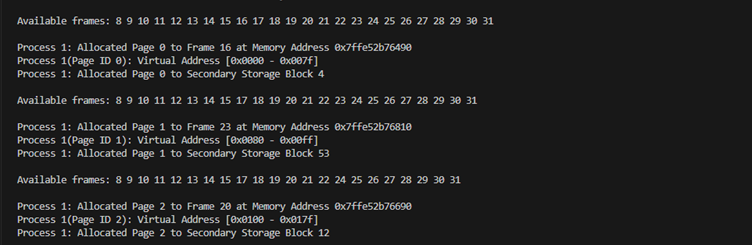 Available frames: 8 9 10 11 12 13 14 15 16 17 18 19 20 21 22 23 24 25 26 27 28 29 30 31
Process 1: Allocated Page 0 to Frame 16 at Memory Address 0x7ffe52b76490
Process 1(Page ID 0): Virtual Address [0x0000 - 0x007f]
Process 1: Allocated Page 0 to Secondary Storage Block 4
Available frames: 8 9 10 11 12 13 14 15 17 18 19 20 21 22 23 24 25 26 27 28 29 30 31
Process 1: Allocated Page 1 to Frame 23 at Memory Address 0x7ffe52b76810
Process 1(Page ID 1): Virtual Address [0x0080 - 0x00ff]
Process 1: Allocated Page 1 to Secondary Storage Block 53
Available frames: 8 9 10 11 12 13 14 15 17 18 19 20 21 22 24 25 26 27 28 29 30 31
Process 1: Allocated Page 2 to Frame 20 at Memory Address 0x7ffe52b76690
Process 1(Page ID 2): Virtual Address [0x0100 - 0x017f]
Process 1: Allocated Page 2 to Secondary Storage Block 12